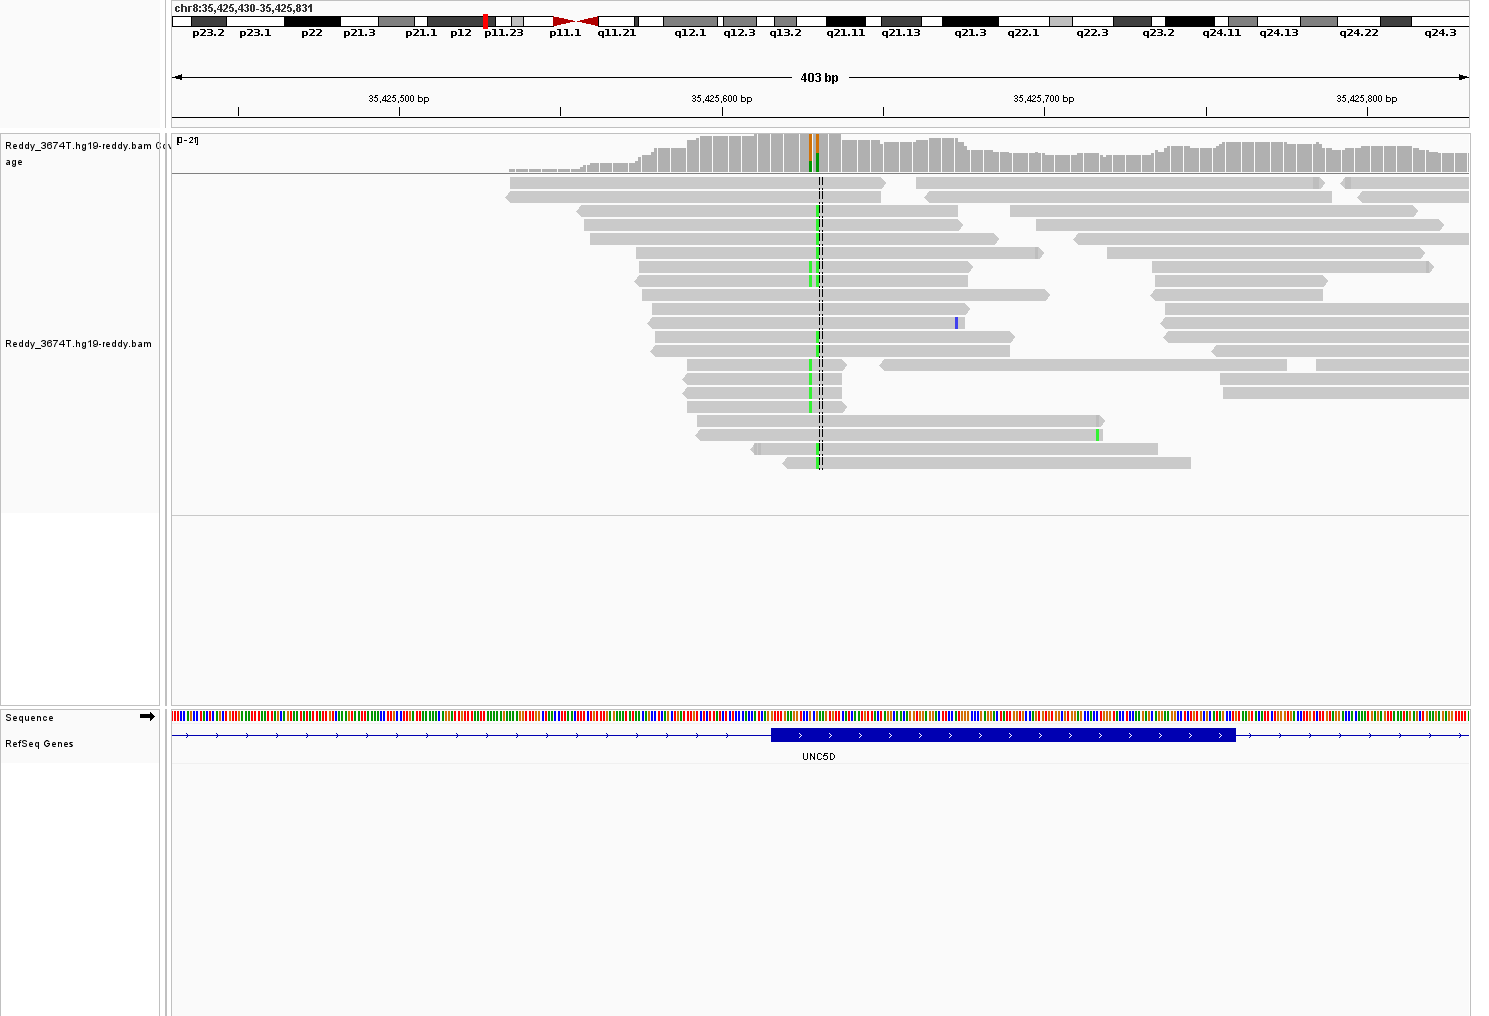 chr8:35,425,430-35,425,831
p23.2 p23.1 p22 p21.3 p21.1 p12 p11.23 p11.1 q11.21 q12.1 q12.3 q13.2 q21.11 q21.13 q21.3 q22.1 q22.3 q23.2 q24.11 q24.13 q24.22 q24.3
403 bp
35,425,500 bp 35,425,600 bp 35,425,700 bp 35,425,800 bp
[0-21]
Reddy_3674T.hg19-reddy.bam Cov
age
Reddy_3674T.hg19-reddy.bam
Sequence
RefSeq Genes
UNC5D